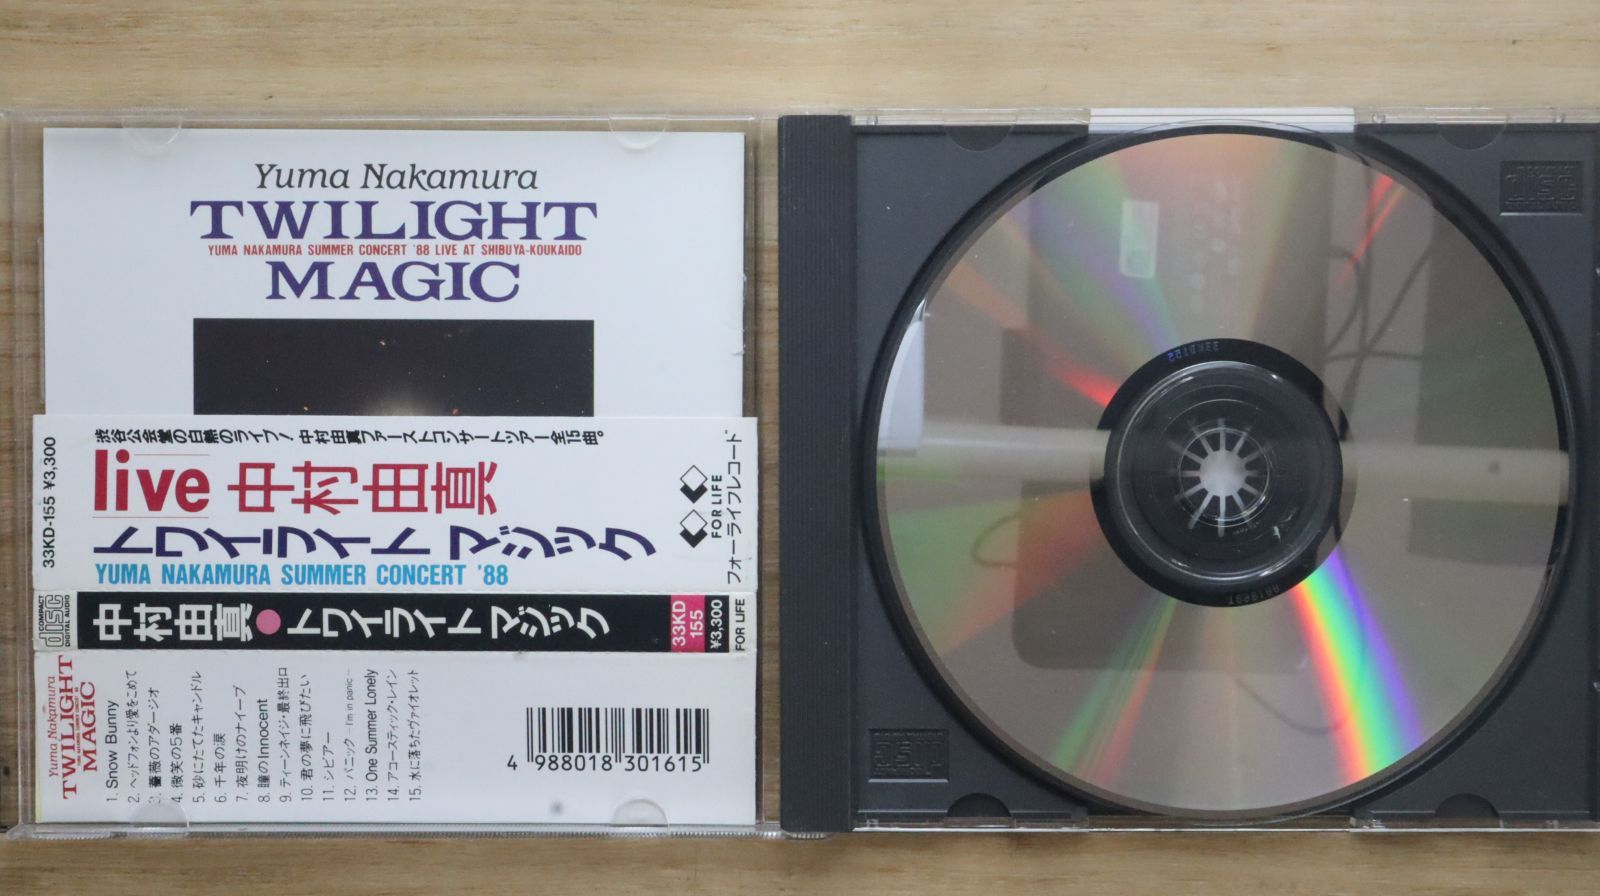 Yuma Nakamura
TWILIGHT
YUMA NAKAMURA SUMMER CONCERT '88 LIVE AT SHIBUYA-KOUKAIDO
MAGIC
渋谷公会堂の白熱のライブ! 中村由真ファーストコンサートツアー全15曲。
live 中村由真
トワイライト マジック
YUMA NAKAMURA SUMMER CONCERT '88
33KD-155 ¥3,300
FOR LIFE
フォーライフレコード
COMPACT
disc
DIGITAL AUDIO
中村由真●トワイライト マジック
33KD
155
¥3,300
FOR LIFE
Yuma Nakamura
TWILIGHT
MAGIC
1. Snow Bunny
2. ヘッドフォンより愛をこめて
3. 薔薇のアダージオ
4. 微笑の5番
5. 砂にたてたキャンドル
6. 千年の涙
7. 夜明けのナイーブ
8. 瞳のInnocent
9. ティーンネイジ・最終出口
10. 君の夢に飛びたい
11. シビアー
12. パニック -I'm in panic-
13. One Summer Lonely
14. アコースティック・レイン
15. 水に落ちたヴァイオレット
4 988018 301615
33KD155